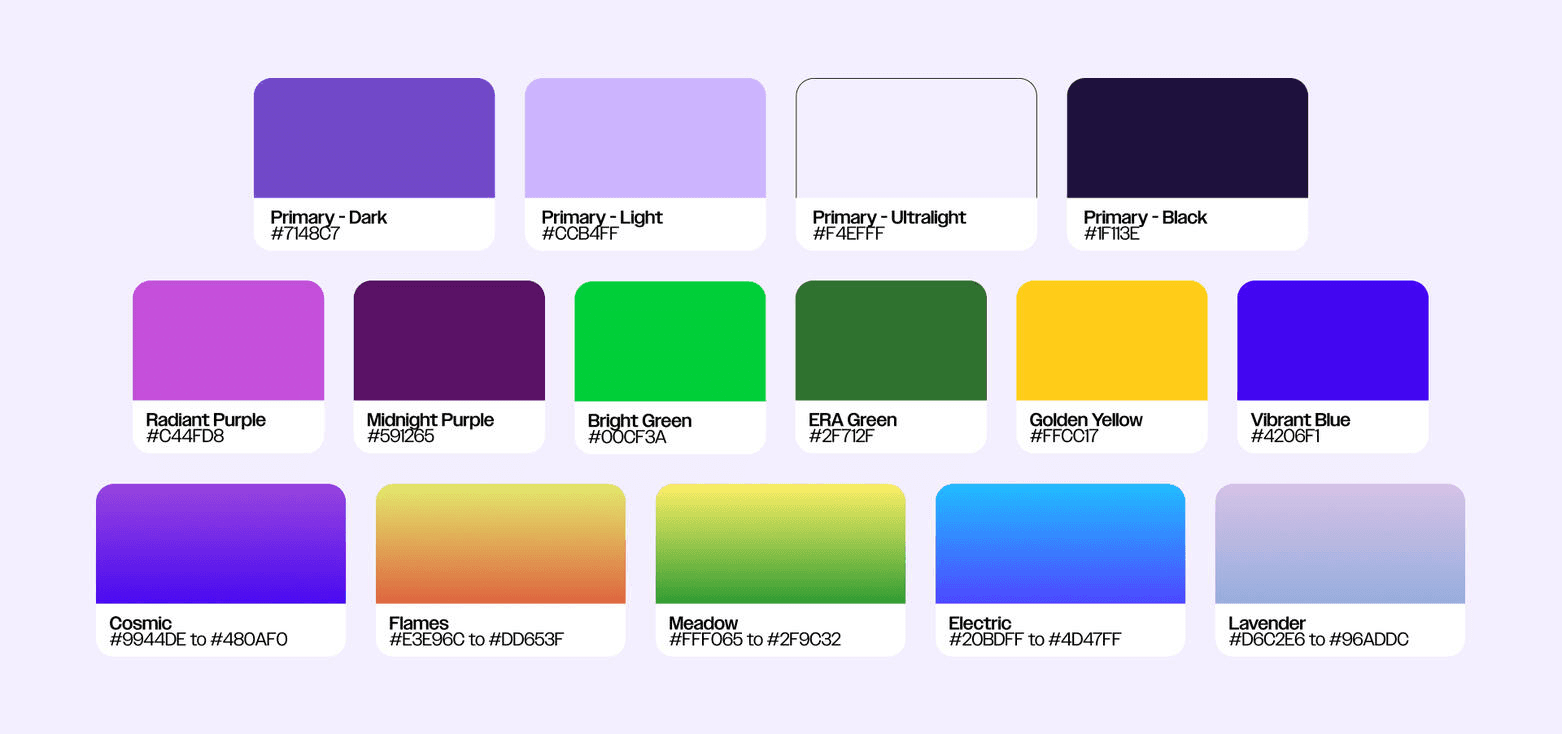 Primary - Dark
#7148C7
Primary - Light
#CCB4FF
Primary - Ultralight
#F4EFFF
Primary - Black
#1F113E
Radiant Purple
#C44FD8
Midnight Purple
#591265
Bright Green
#00CF3A
ERA Green
#2F712F
Golden Yellow
#FFCC17
Vibrant Blue
#4206F1
Cosmic
#9944DE to #480AF0
Flames
#E3E96C to #DD653F
Meadow
#FFF065 to #2F9C32
Electric
#20BDFF to #4D47FF
Lavender
#D6C2E6 to #96ADDC